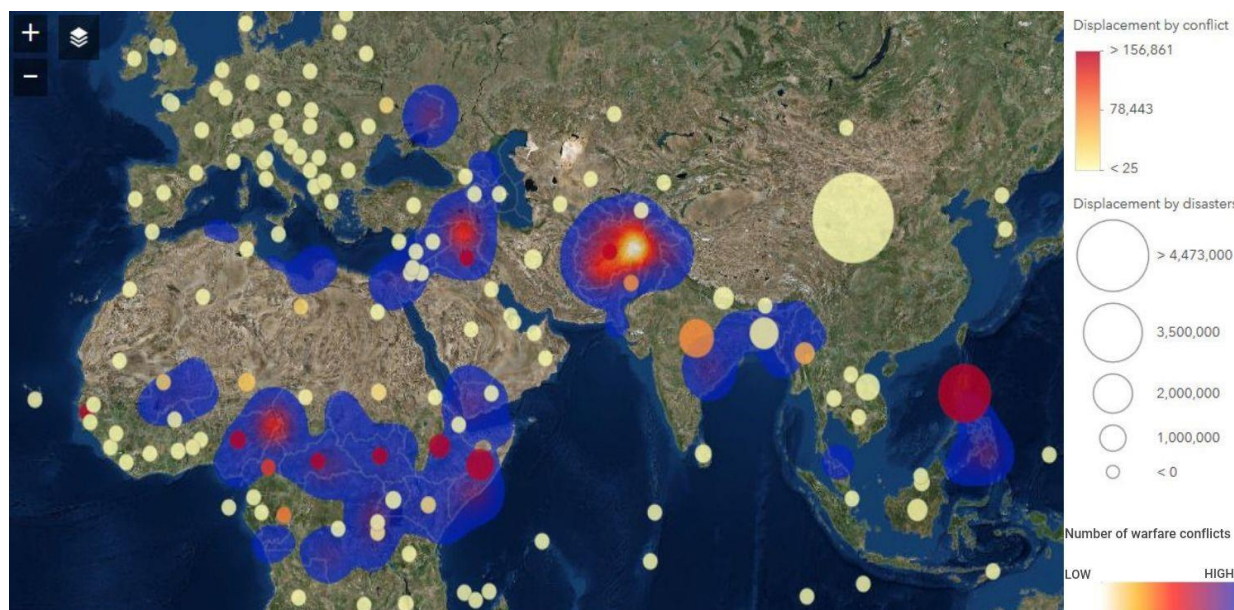 +
−
Displacement by conflict
> 156,861
78,443
< 25
Displacement by disasters
> 4,473,000
3,500,000
2,000,000
1,000,000
< 0
Number of warfare conflicts
LOW HIGH